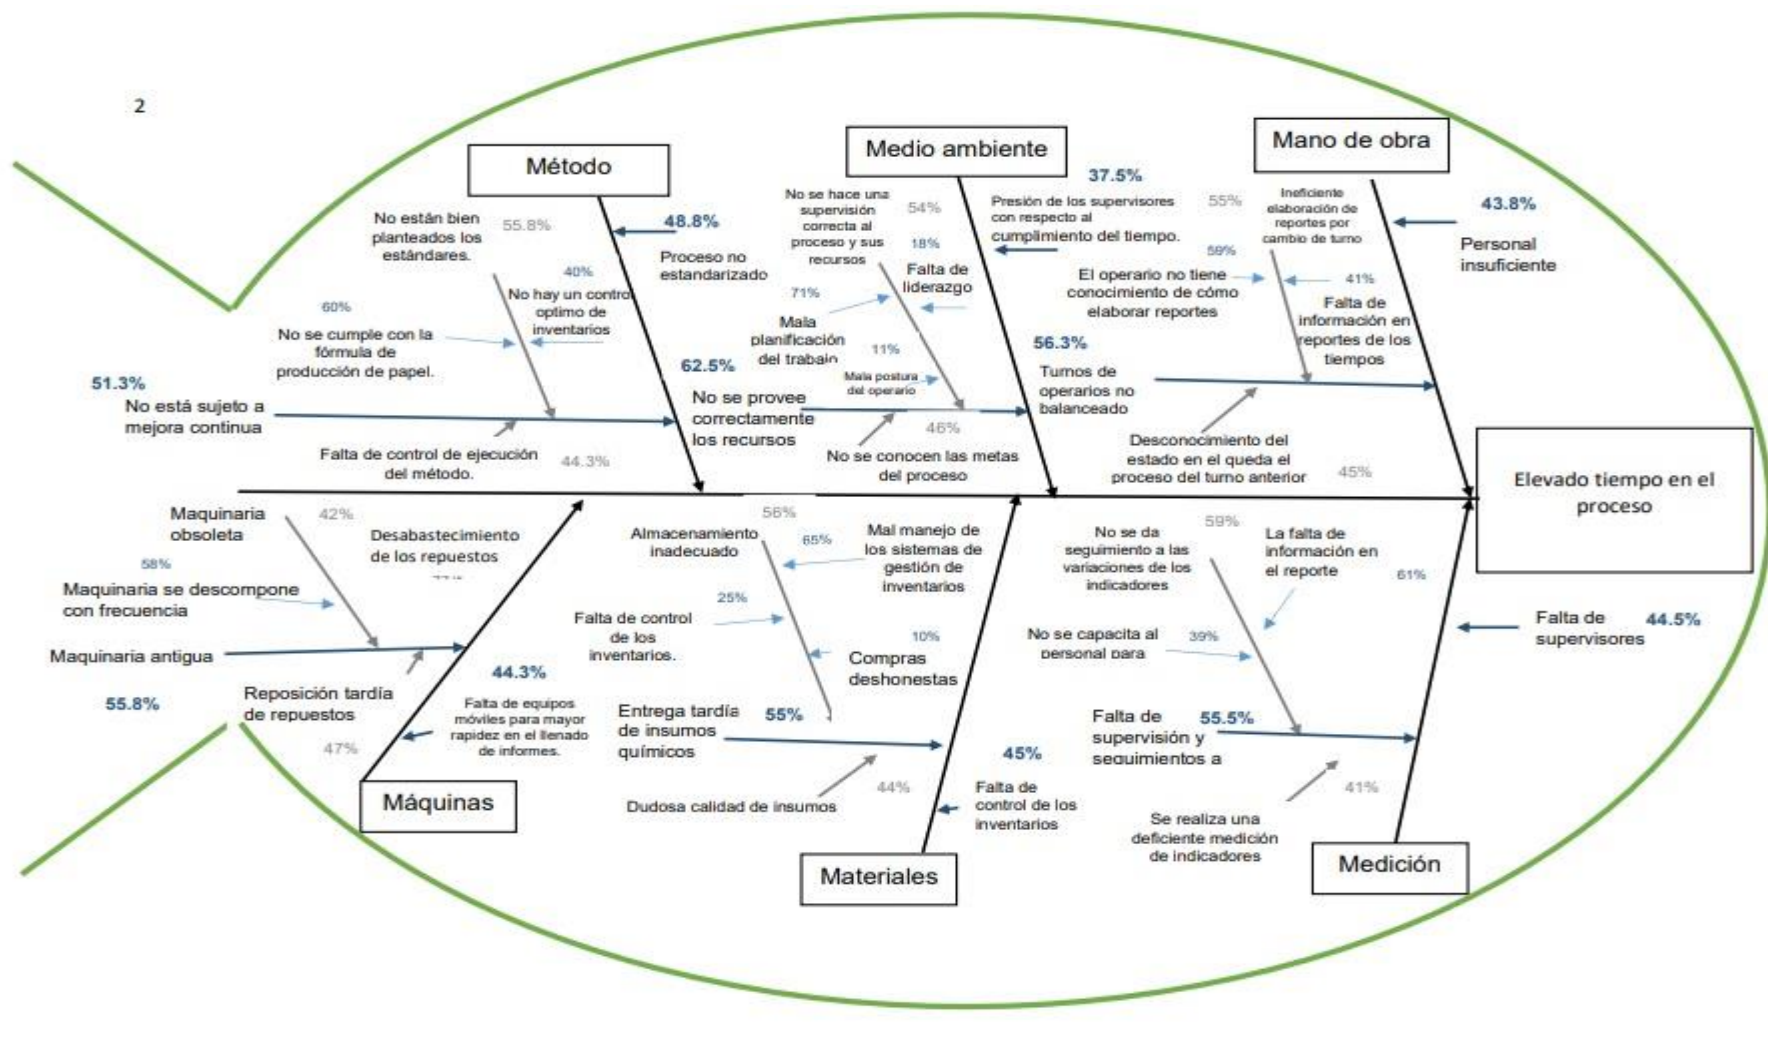 2
Método
No están bien
planteados los
estándares.
55.8%
48.8%
Proceso no
estandarizado
40%
No hay un contro
optimo de
inventarios
60%
No se cumple con la
fórmula de
producción de papel.
51.3%
No está sujeto a
mejora continua
Falta de control de ejecución
del método.
44.3%
Medio ambiente
No se hace una
supervisión
correcta al
proceso y sus
recursos
54%
18%
Falta de
liderazgo
37.5%
Presión de los supervisores
con respecto al
cumplimiento del tiempo.
71%
Mala
planificación
del trabajo
11%
Mala postura
del operario
62.5%
No se provee
correctamente
los recursos
46%
No se conocen las metas
del proceso
Mano de obra
55%
Ineficiente
elaboración de
reportes por
cambio de turno
43.8%
Personal
insuficiente
59%
El operario no tiene
conocimiento de cómo
elaborar reportes
41%
Falta de
información en
reportes de los
tiempos
56.3%
Turnos de
operarios no
balanceado
Desconocimiento del
estado en el queda el
proceso del turno anterior
45%
Elevado tiempo en el
proceso
Maquinaria
obsoleta
42%
Desabastecimiento
de los repuestos
58%
Maquinaria se descompone
con frecuencia
Maquinaria antigua
55.8%
Reposición tardía
de repuestos
47%
44.3%
Falta de equipos
móviles para mayor
rapidez en el llenado
de informes.
Máquinas
Almacenamiento
inadecuado
56%
65%
Mal manejo de
los sistemas de
gestión de
inventarios
25%
Falta de control
de los
inventarios.
10%
Compras
deshonestas
Entrega tardía
de insumos
químicos
55%
Dudosa calidad de insumos
44%
45%
Falta de
control de los
inventarios
Materiales
No se da
seguimiento a las
variaciones de los
indicadores
59%
La falta de
información en
el reporte
61%
No se capacita al
personal para
39%
Falta de
supervisores
44.5%
Falta de
supervisión y
seguimientos a
55.5%
41%
Se realiza una
deficiente medición
de indicadores
Medición